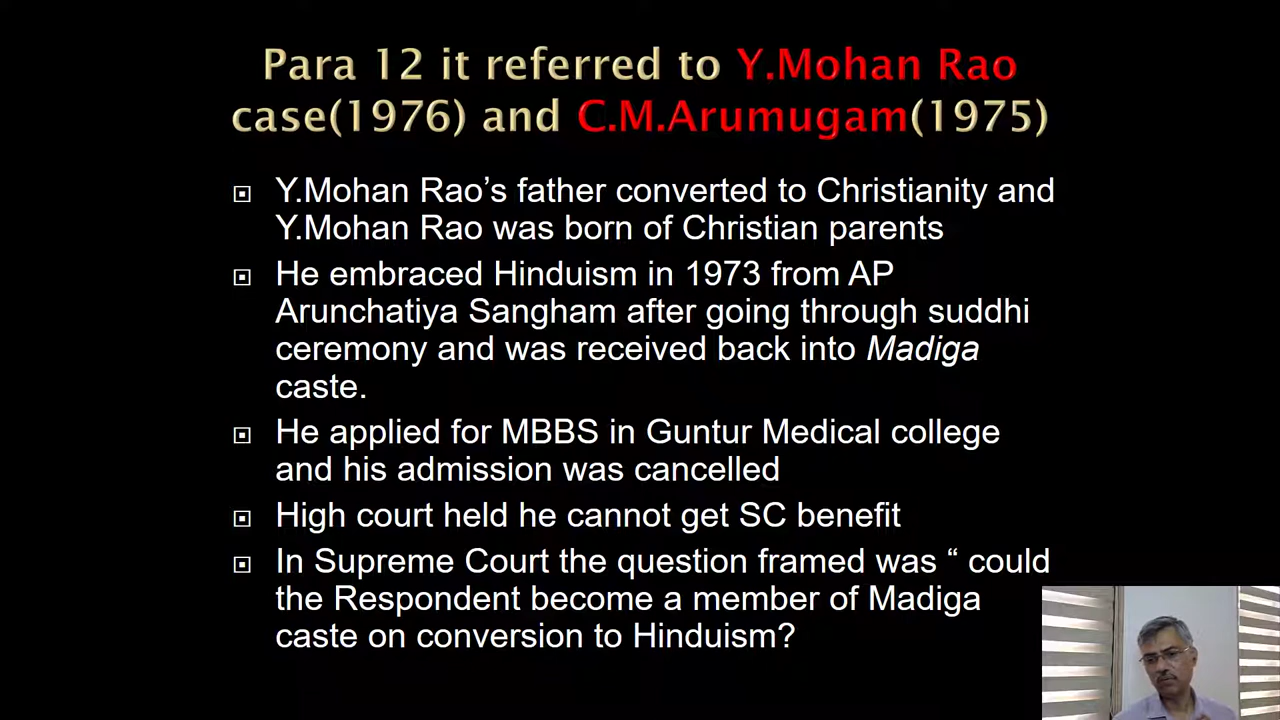 Para 12 it referred to Y.Mohan Rao
case(1976) and C.M.Arumugam(1975)
Y.Mohan Rao’s father converted to Christianity and
Y.Mohan Rao was born of Christian parents
He embraced Hinduism in 1973 from AP
Arunchatiya Sangham after going through suddhi
ceremony and was received back into Madiga
caste.
He applied for MBBS in Guntur Medical college
and his admission was cancelled
High court held he cannot get SC benefit
In Supreme Court the question framed was “ could
the Respondent become a member of Madiga
caste on conversion to Hinduism?